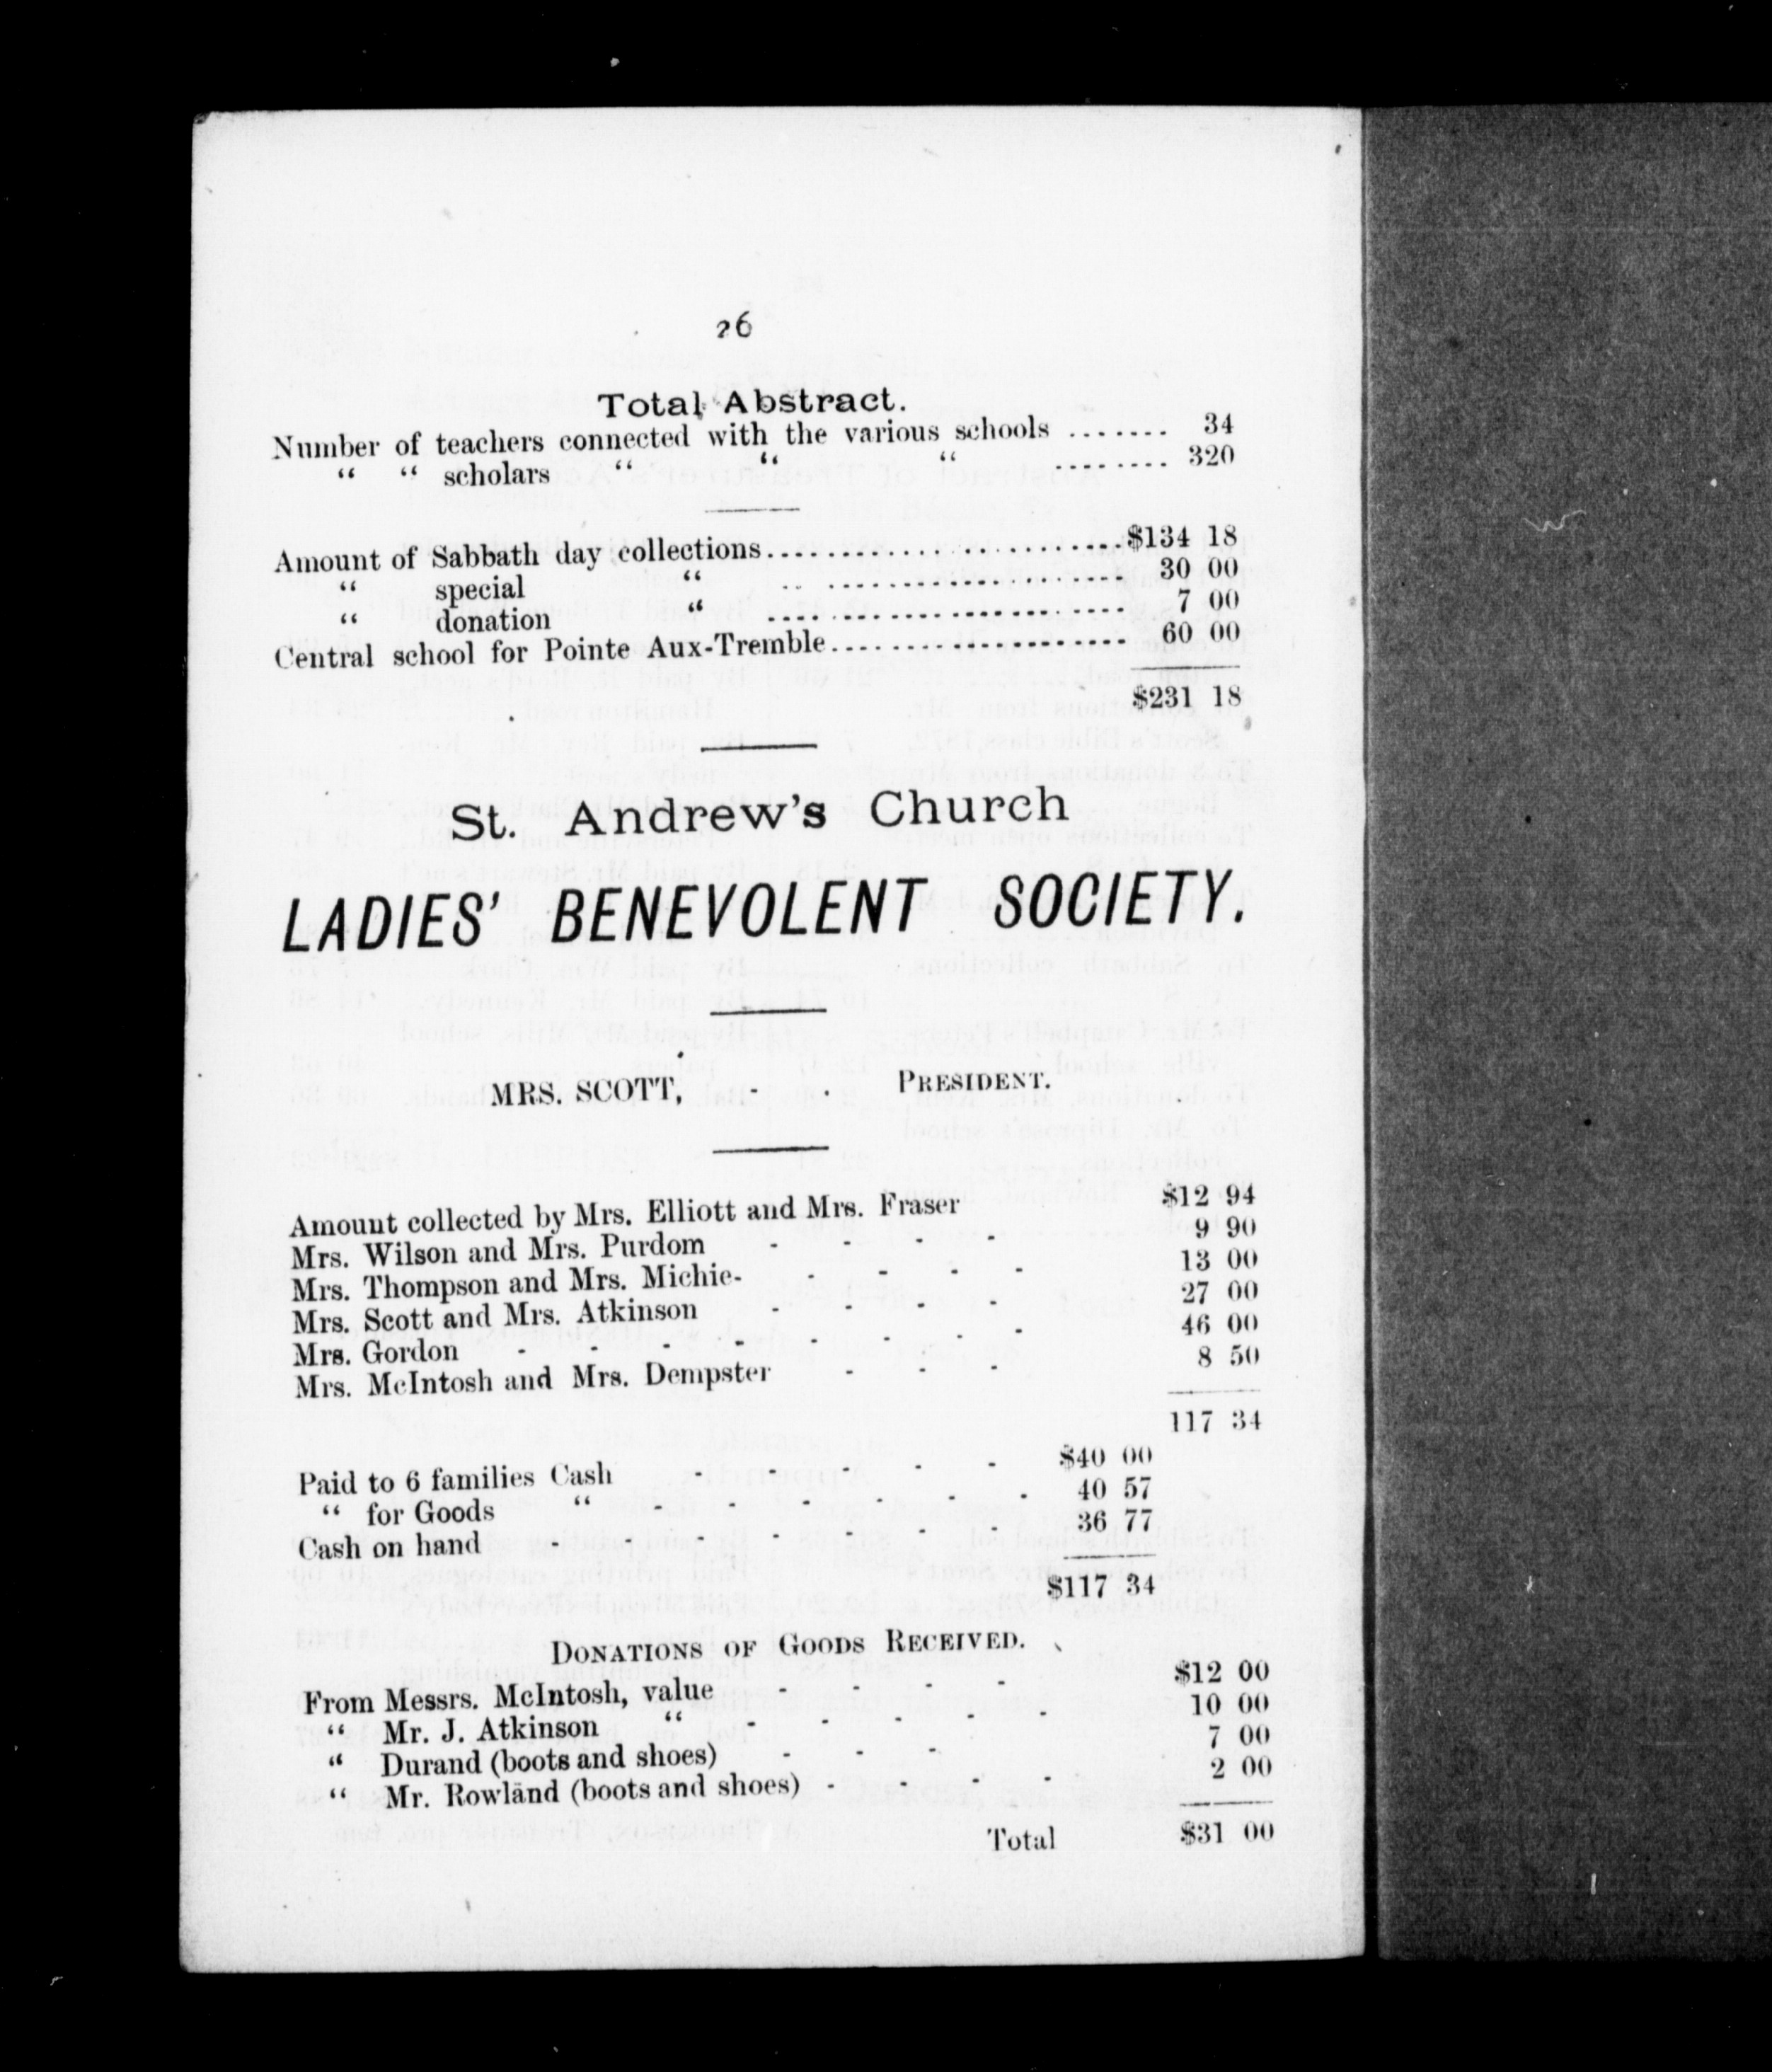 26
Total Abstract.
Number of teachers connected with the various schools ....... 34
“ “ scholars “ “ “ ........ 320
Amount of Sabbath day collections........................$134 18
“ special “ .. .................... 30 00
“ donation “ ........................ 7 00
Central school for Pointe Aux-Tremble.................... 60 00
$231 18
St. Andrew's Church
LADIES' BENEVOLENT SOCIETY.
MRS. SCOTT, - - PRESIDENT.
Amount collected by Mrs. Elliott and Mrs. Fraser $12 94
Mrs. Wilson and Mrs. Purdom - - - - 9 90
Mrs. Thompson and Mrs. Michie- - - - - 13 00
Mrs. Scott and Mrs. Atkinson - - - - 27 00
Mrs. Gordon - - - - - - - - 46 00
Mrs. McIntosh and Mrs. Dempster - - - 8 50
117 34
Paid to 6 families Cash - - - - - $40 00
“ for Goods “ - - - - - - 40 57
Cash on hand - - - - - - - 36 77
$117 34
DONATIONS OF GOODS RECEIVED.
From Messrs. McIntosh, value - - - - $12 00
“ Mr. J. Atkinson “ - - - - - 10 00
“ Durand (boots and shoes) - - - 7 00
“ Mr. Rowland (boots and shoes) - - - - 2 00
Total $31 00